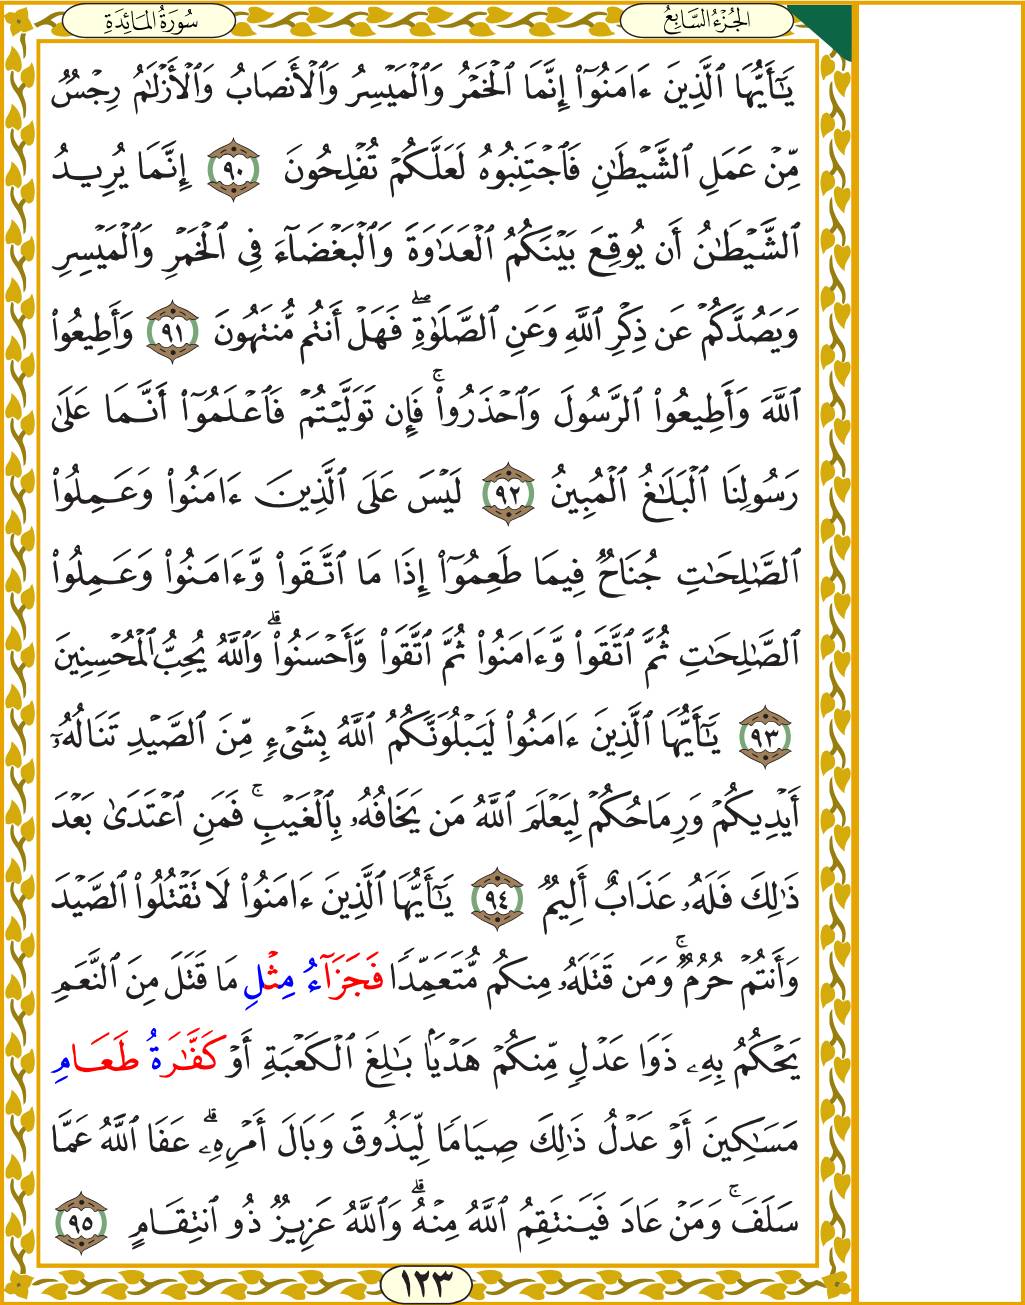 الجُزْءُ السَّابِعُ
سُورَةُ المَائِدَةِ
يَٰٓأَيُّهَا ٱلَّذِينَ ءَامَنُوٓا۟ إِنَّمَا ٱلْخَمْرُ وَٱلْمَيْسِرُ وَٱلْأَنصَابُ وَٱلْأَزْلَٰمُ رِجْسٌ
مِّنْ عَمَلِ ٱلشَّيْطَٰنِ فَٱجْتَنِبُوهُ لَعَلَّكُمْ تُفْلِحُونَ ٩٠ إِنَّمَا يُرِيدُ
ٱلشَّيْطَٰنُ أَن يُوقِعَ بَيْنَكُمُ ٱلْعَدَٰوَةَ وَٱلْبَغْضَآءَ فِى ٱلْخَمْرِ وَٱلْمَيْسِرِ
وَيَصُدَّكُمْ عَن ذِكْرِ ٱللَّهِ وَعَنِ ٱلصَّلَوٰةِ ۖ فَهَلْ أَنتُم مُّنتَهُونَ ٩١ وَأَطِيعُوا۟
ٱللَّهَ وَأَطِيعُوا۟ ٱلرَّسُولَ وَٱحْذَرُوا۟ ۚ فَإِن تَوَلَّيْتُمْ فَٱعْلَمُوٓا۟ أَنَّمَا عَلَىٰ
رَسُولِنَا ٱلْبَلَٰغُ ٱلْمُبِينُ ٩٢ لَيْسَ عَلَى ٱلَّذِينَ ءَامَنُوا۟ وَعَمِلُوا۟
ٱلصَّٰلِحَٰتِ جُنَاحٌ فِيمَا طَعِمُوٓا۟ إِذَا مَا ٱتَّقَوا۟ وَّءَامَنُوا۟ وَعَمِلُوا۟
ٱلصَّٰلِحَٰتِ ثُمَّ ٱتَّقَوا۟ وَّءَامَنُوا۟ ثُمَّ ٱتَّقَوا۟ وَّأَحْسَنُوا۟ ۗ وَٱللَّهُ يُحِبُّ ٱلْمُحْسِنِينَ
٩٣ يَٰٓأَيُّهَا ٱلَّذِينَ ءَامَنُوا۟ لَيَبْلُوَنَّكُمُ ٱللَّهُ بِشَىْءٍ مِّنَ ٱلصَّيْدِ تَنَالُهُۥٓ
أَيْدِيكُمْ وَرِمَاحُكُمْ لِيَعْلَمَ ٱللَّهُ مَن يَخَافُهُۥ بِٱلْغَيْبِ ۚ فَمَنِ ٱعْتَدَىٰ بَعْدَ
ذَٰلِكَ فَلَهُۥ عَذَابٌ أَلِيمٌ ٩٤ يَٰٓأَيُّهَا ٱلَّذِينَ ءَامَنُوا۟ لَا تَقْتُلُوا۟ ٱلصَّيْدَ
وَأَنتُمْ حُرُمٌ ۚ وَمَن قَتَلَهُۥ مِنكُم مُّتَعَمِّدًا فَجَزَآءُ مِثْلِ مَا قَتَلَ مِنَ ٱلنَّعَمِ
يَحْكُمُ بِهِۦ ذَوَا عَدْلٍ مِّنكُمْ هَدْيًۢا بَٰلِغَ ٱلْكَعْبَةِ أَوْ كَفَّٰرَةُ طَعَامِ
مَسَٰكِينَ أَوْ عَدْلُ ذَٰلِكَ صِيَامًا لِّيَذُوقَ وَبَالَ أَمْرِهِۦ ۗ عَفَا ٱللَّهُ عَمَّا
سَلَفَ ۚ وَمَنْ عَادَ فَيَنتَقِمُ ٱللَّهُ مِنْهُ ۗ وَٱللَّهُ عَزِيزٌ ذُو ٱنتِقَامٍ ٩٥
١٢٣